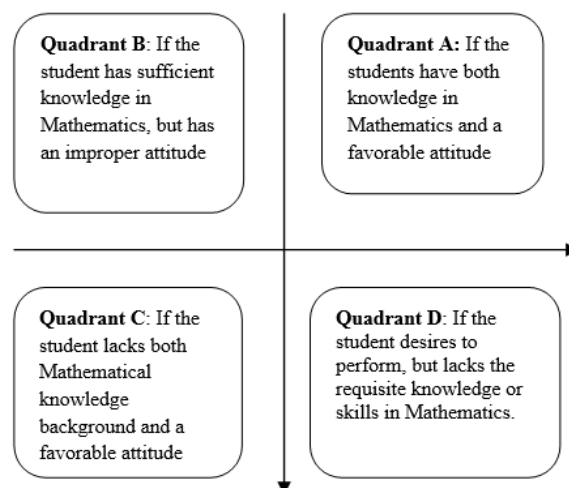 Quadrant B: If the
student has sufficient
knowledge in
Mathematics, but has
an improper attitude
Quadrant A: If the
students have both
knowledge in
Mathematics and a
favorable attitude
Quadrant C: If the
student lacks both
Mathematical
knowledge
background and a
favorable attitude
Quadrant D: If the
student desires to
perform, but lacks the
requisite knowledge or
skills in Mathematics.